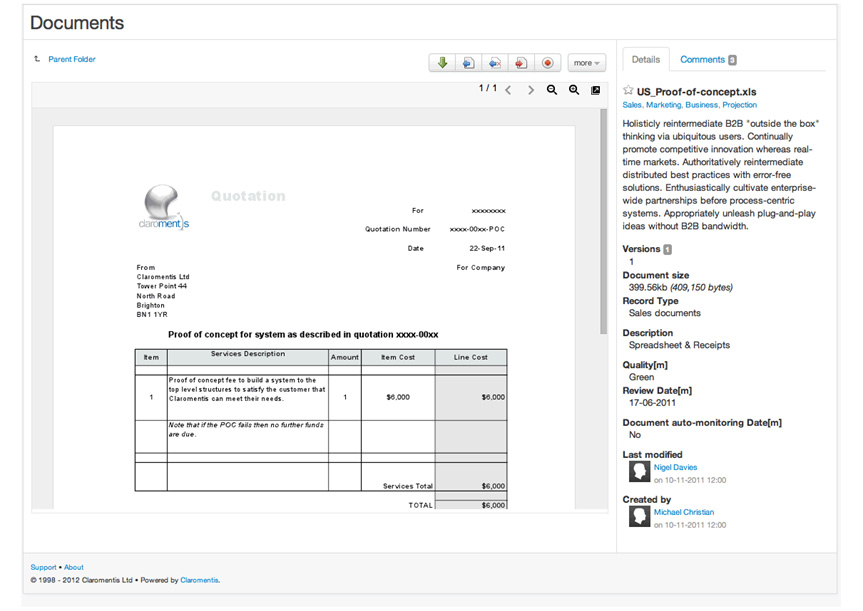 Documents
Parent Folder
more
1 / 1
Quotation
claromentis
For xxxxxxxx
Quotation Number xxxx-00xx-POC
Date 22-Sep-11
From For Company
Claromentis Ltd
Tower Point 44
North Road
Brighton
BN1 1YR
Proof of concept for system as described in quotation xxxx-00xx
Item Services Description Amount Item Cost Line Cost
1 Proof of concept fee to build a system to the
top level structures to satisfy the customer that
Claromentis can meet their needs. 1 $6,000 $6,000
Note that if the POC fails then no further funds
are due.
Services Total $6,000
TOTAL $6,000
Details Comments 3
US_Proof-of-concept.xls
Sales, Marketing, Business, Projection
Holisticly reintermediate B2B "outside the box"
thinking via ubiquitous users. Continually
promote competitive innovation whereas real-
time markets. Authoritatively reintermediate
distributed best practices with error-free
solutions. Enthusiastically cultivate enterprise-
wide partnerships before process-centric
systems. Appropriately unleash plug-and-play
ideas without B2B bandwidth.
Versions 1
1
Document size
399.56kb (409,150 bytes)
Record Type
Sales documents
Description
Spreadsheet & Receipts
Quality[m]
Green
Review Date[m]
17-06-2011
Document auto-monitoring Date[m]
No
Last modified
Nigel Davies
on 10-11-2011 12:00
Created by
Michael Christian
on 10-11-2011 12:00
Support • About
© 1998 - 2012 Claromentis Ltd • Powered by Claromentis.